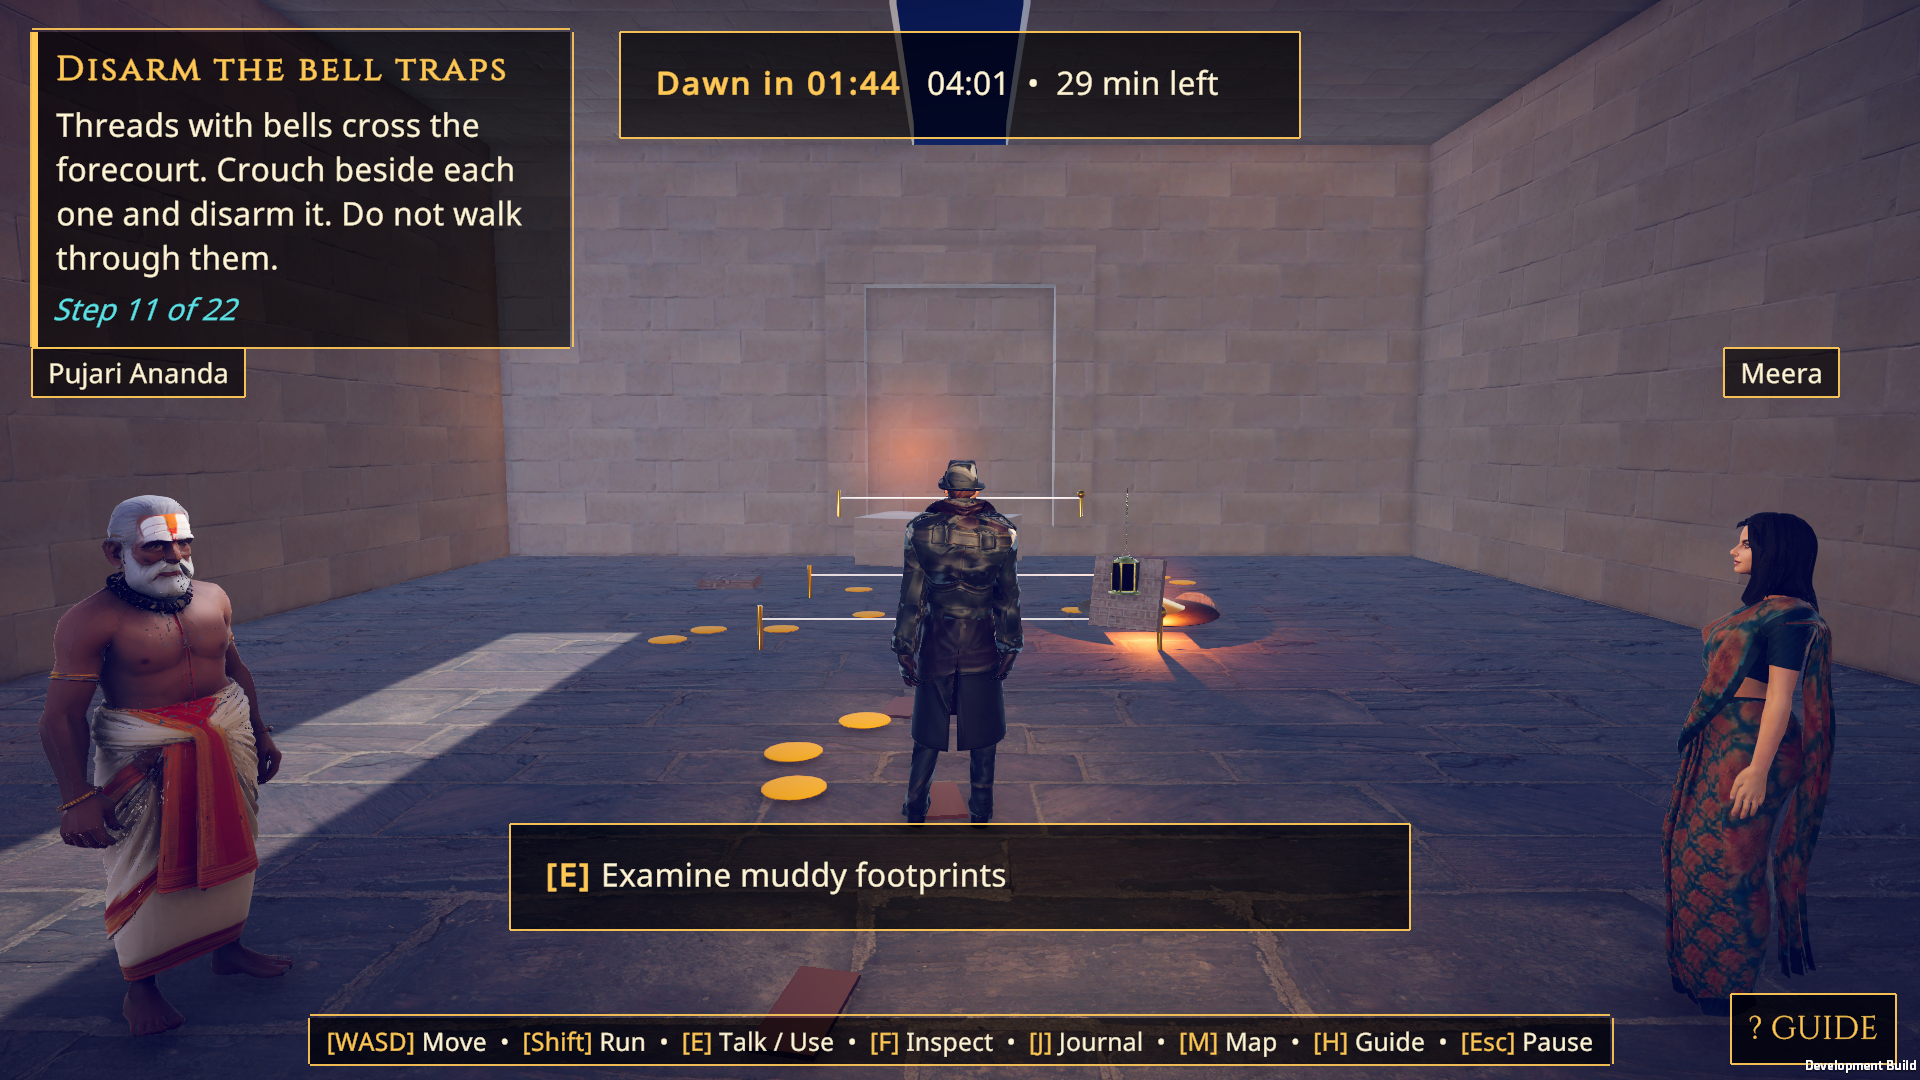 DISARM THE BELL TRAPS
Threads with bells cross the
forecourt. Crouch beside each
one and disarm it. Do not walk
through them.
Step 11 of 22
Dawn in 01:44 04:01 • 29 min left
Pujari Ananda
Meera
[E] Examine muddy footprints
[WASD] Move • [Shift] Run • [E] Talk / Use • [F] Inspect • [J] Journal • [M] Map • [H] Guide • [Esc] Pause
? GUIDE
Development Build